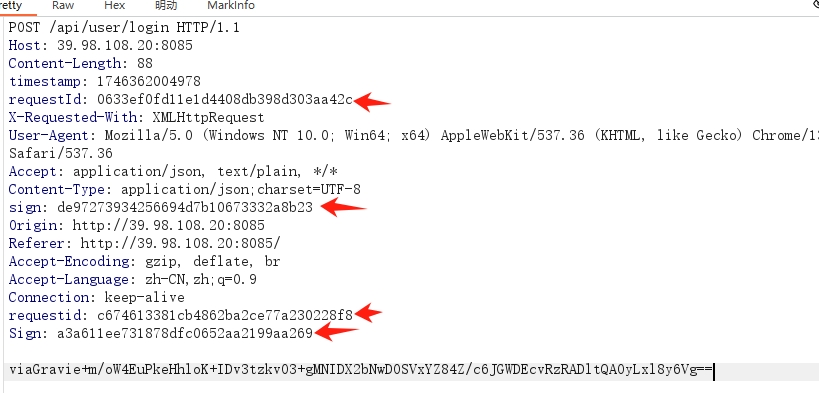 retty Raw Hex 明动 MarkInfo
POST /api/user/login HTTP/1.1
Host: 39.98.108.20:8085
Content-Length: 88
timestamp: 1746362004978
requestId: 0633ef0fd11e1d4408db398d303aa42c
X-Requested-With: XMLHttpRequest
User-Agent: Mozilla/5.0 (Windows NT 10.0; Win64; x64) AppleWebKit/537.36 (KHTML, like Gecko) Chrome/13
Safari/537.36
Accept: application/json, text/plain, */*
Content-Type: application/json;charset=UTF-8
sign: de97273934256694d7b10673332a8b23
Origin: http://39.98.108.20:8085
Referer: http://39.98.108.20:8085/
Accept-Encoding: gzip, deflate, br
Accept-Language: zh-CN,zh;q=0.9
Connection: keep-alive
requestid: c674613381cb4862ba2ce77a230228f8
Sign: a3a611ee731878dfc0652aa2199aa269
viaGravie+m/oW4EuPkeHhloK+IDv3tzkv03+gMNIDX2bNwD0SVxYZ84Z/c6JGWDEcvRzRADltQA0yLxl8y6Vg==